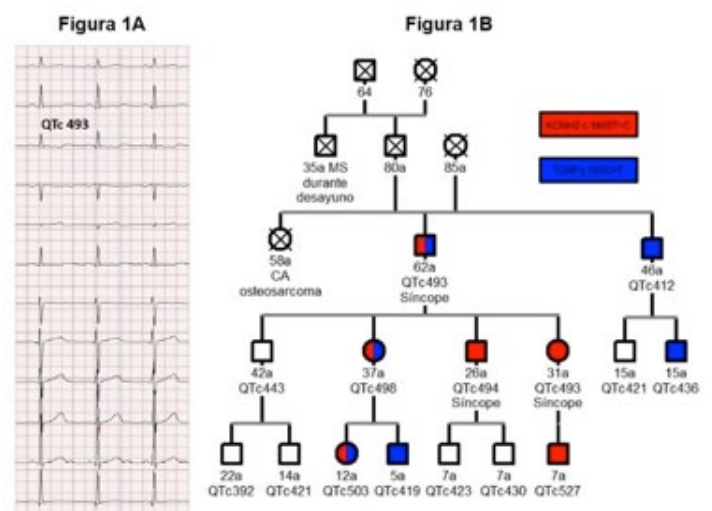 Figura 1A
Figura 1B
QTc 493
64
76
35a MS
durante
desayuno
80a
85a
58a
CA
osteosarcoma
62a
QTc493
Síncope
46a
QTc412
42a
QTc443
37a
QTc498
26a
QTc494
Síncope
31a
QTc493
Síncope
15a
QTc421
15a
QTc436
22a
QTc392
14a
QTc421
12a
QTc503
5a
QTc419
7a
QTc423
7a
QTc430
7a
QTc527